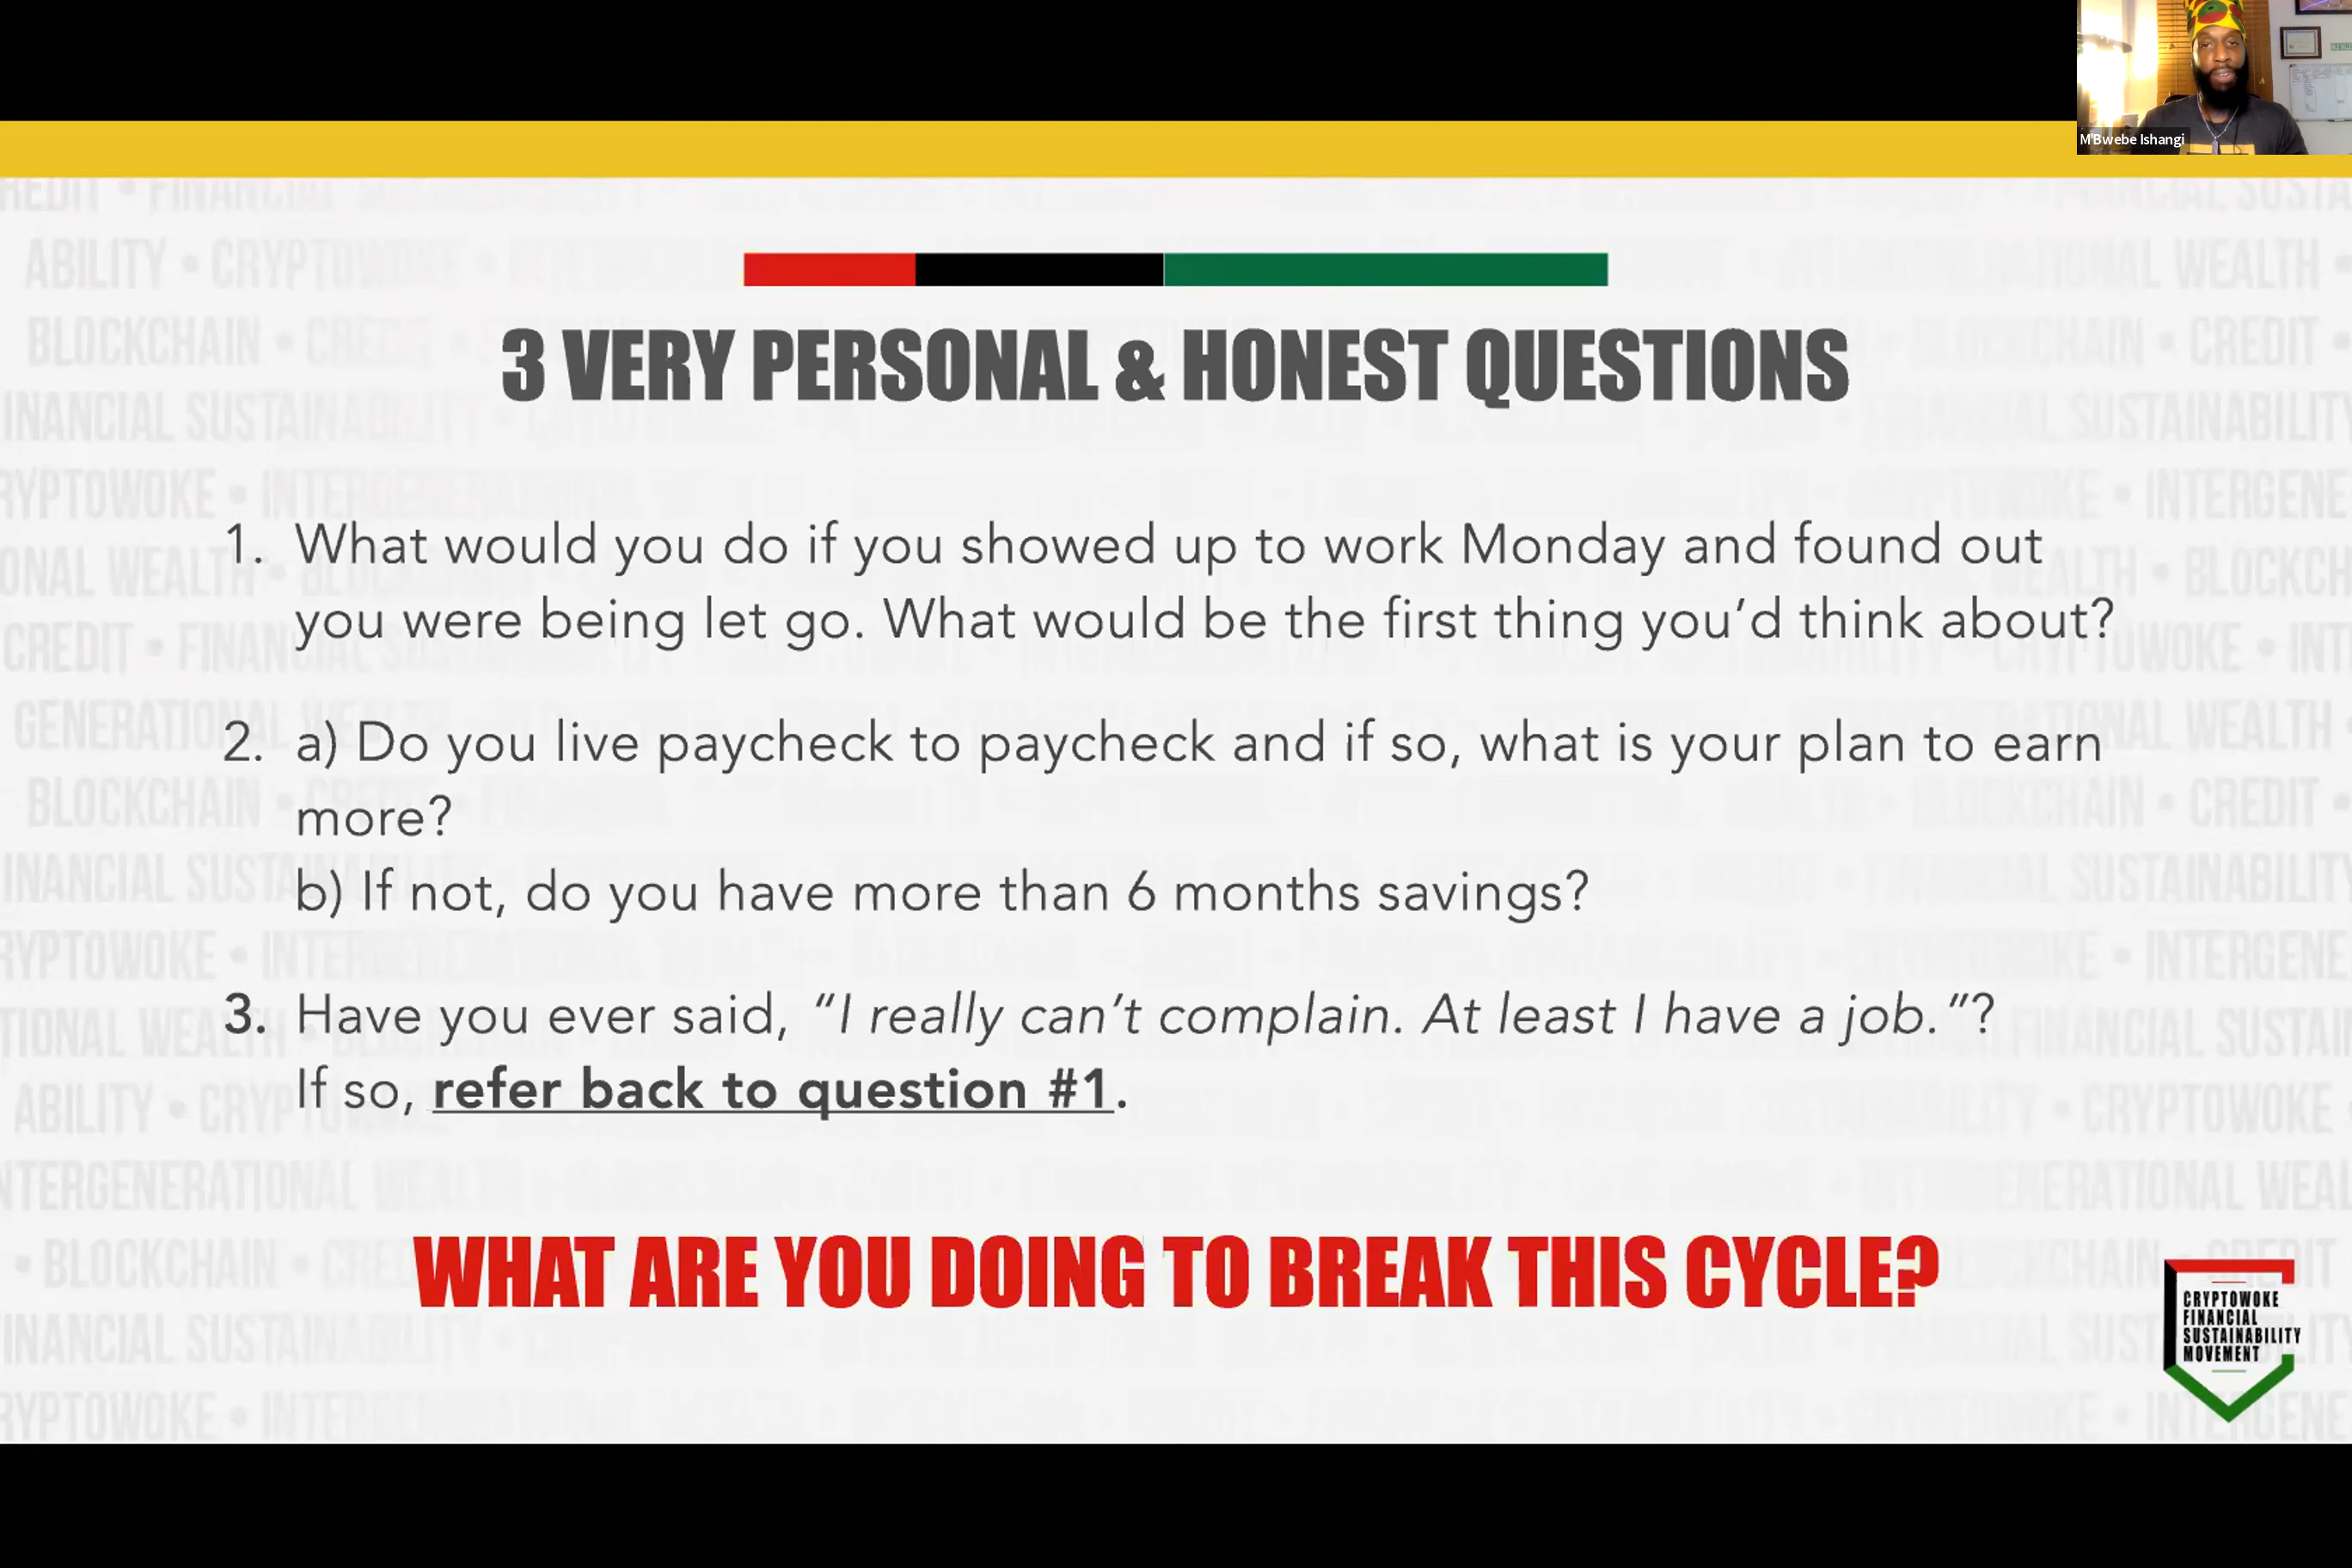 M'Bwebe Ishangi
3 VERY PERSONAL & HONEST QUESTIONS
1. What would you do if you showed up to work Monday and found out
you were being let go. What would be the first thing you'd think about?
2. a) Do you live paycheck to paycheck and if so, what is your plan to earn
more?
b) If not, do you have more than 6 months savings?
3. Have you ever said, “I really can't complain. At least I have a job.”?
If so, refer back to question #1.
WHAT ARE YOU DOING TO BREAK THIS CYCLE?
CRYPTOWOKE
FINANCIAL
SUSTAINABILITY
MOVEMENT